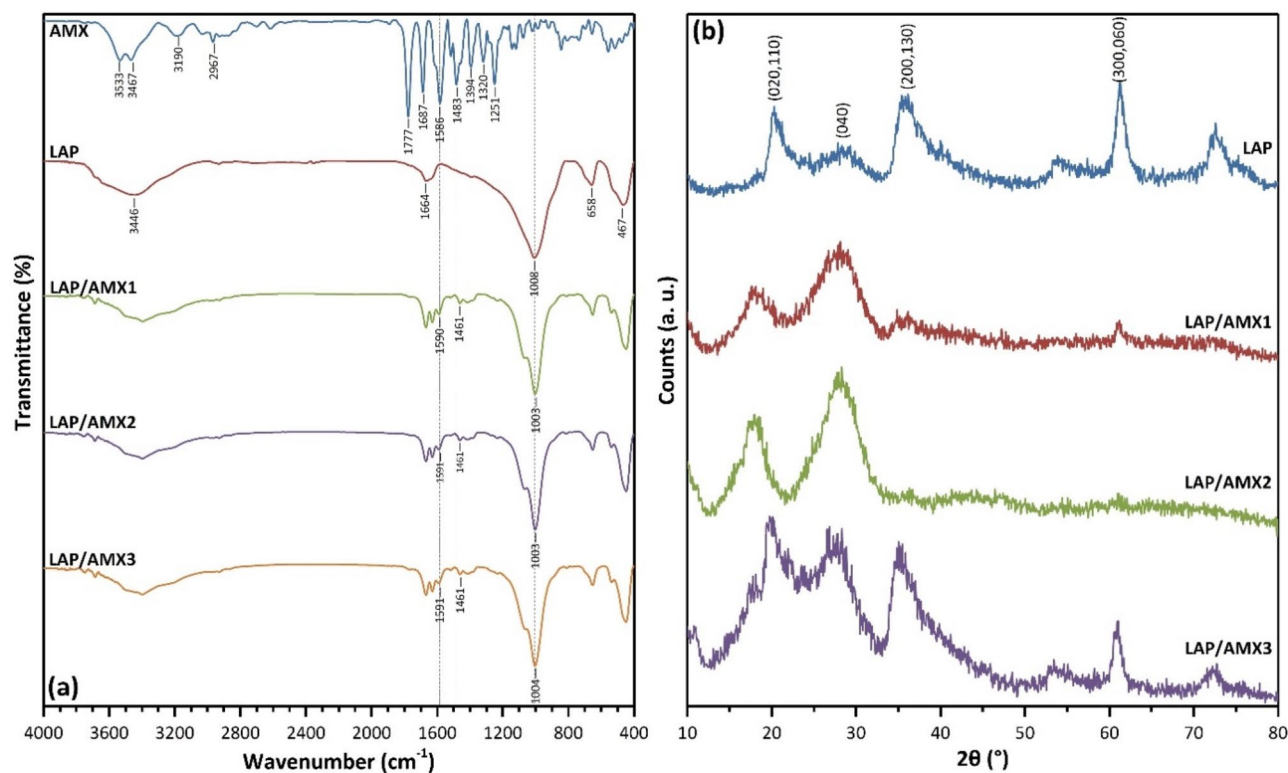 AMX
3533
3467
3190
2967
1777
1687
1586
1483
1394
1320
1251
LAP
3446
1664
1008
658
467
LAP/AMX1
1590
1461
1003
LAP/AMX2
1591
1461
1003
LAP/AMX3
1591
1461
1004
(a)
Transmittance (%)
4000 3600 3200 2800 2400 2000 1600 1200 800 400
Wavenumber (cm⁻¹)
(b)
(020,110)
(040)
(200,130)
(300,060)
LAP
LAP/AMX1
LAP/AMX2
LAP/AMX3
Counts (a. u.)
10 20 30 40 50 60 70 80
2θ (°)